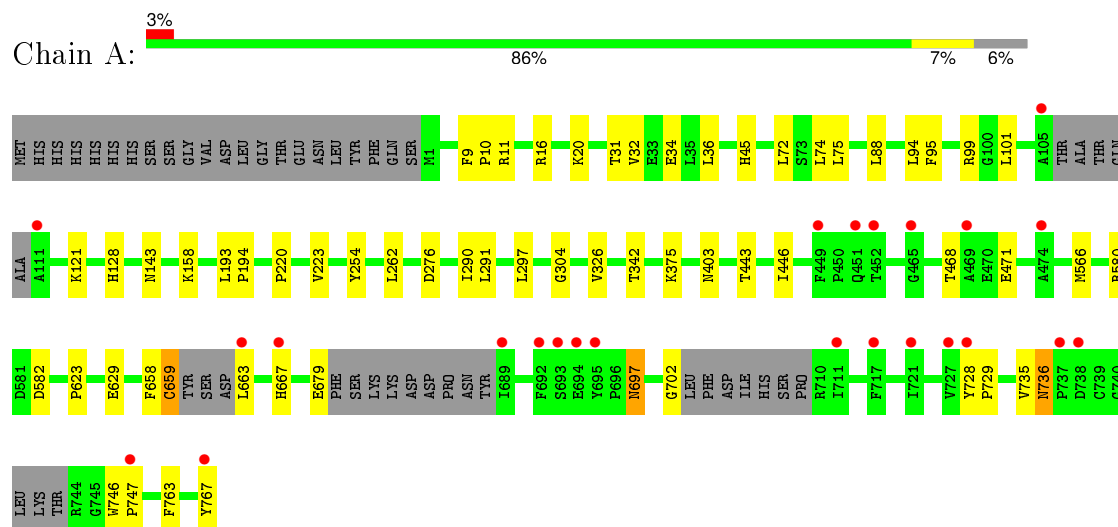 3%
Chain A:
86% 7% 6%
MET HIS HIS HIS HIS HIS HIS SER SER GLY VAL ASP LEU GLY THR GLU ASN LEU TYR PHE GLN SER M1 F9 P10 R11 R16 K20 T31 V32 E33 E34 L35 L36 H45 L72 S73 L74 L75 L88 L94 F95 R99 G100 L101 A105 THR ALA THR GLN
ALA A111 K121 H128 N143 K158 L193 P194 P220 V223 Y254 L262 D276 I290 L291 L297 G304 V326 T342 K375 N403 T443 I446 F449 P450 Q451 T452 G465 T468 A469 E470 E471 A474 M566 R580
D581 D582 P623 E629 F658 C659 TYR SER ASP L663 H667 E679 PHE SER LYS LYS ASP ASP PRO ASN TYR I689 F692 S693 E694 Y695 P696 N697 G702 LEU PHE ASP ILE HIS SER PRO R710 I711 F717 I721 V727 Y728 P729 V735 N736 P737 D738 C739
LEU LYS THR R744 G745 W746 P747 F763 Y767